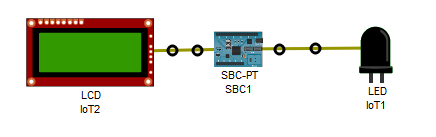 LCD
IoT2
SBC-PT
SBC1
LED
IoT1